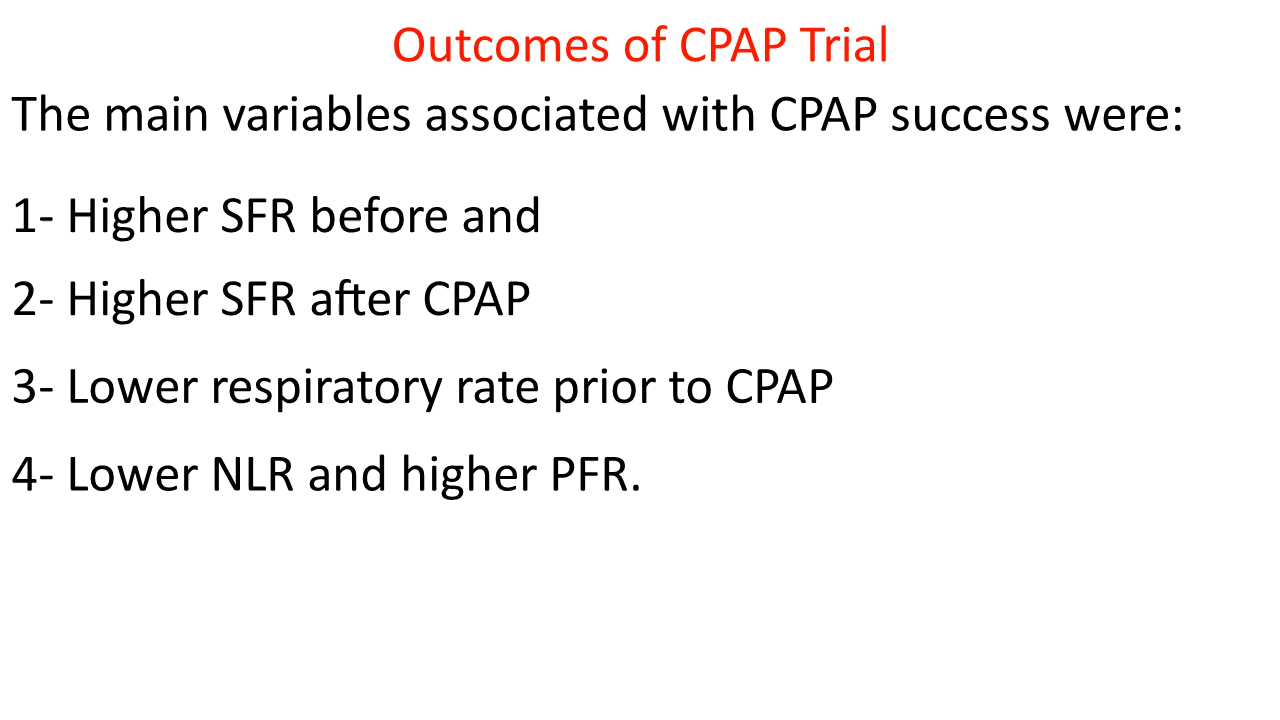 Outcomes of CPAP Trial
The main variables associated with CPAP success were:
1- Higher SFR before and
2- Higher SFR after CPAP
3- Lower respiratory rate prior to CPAP
4- Lower NLR and higher PFR.